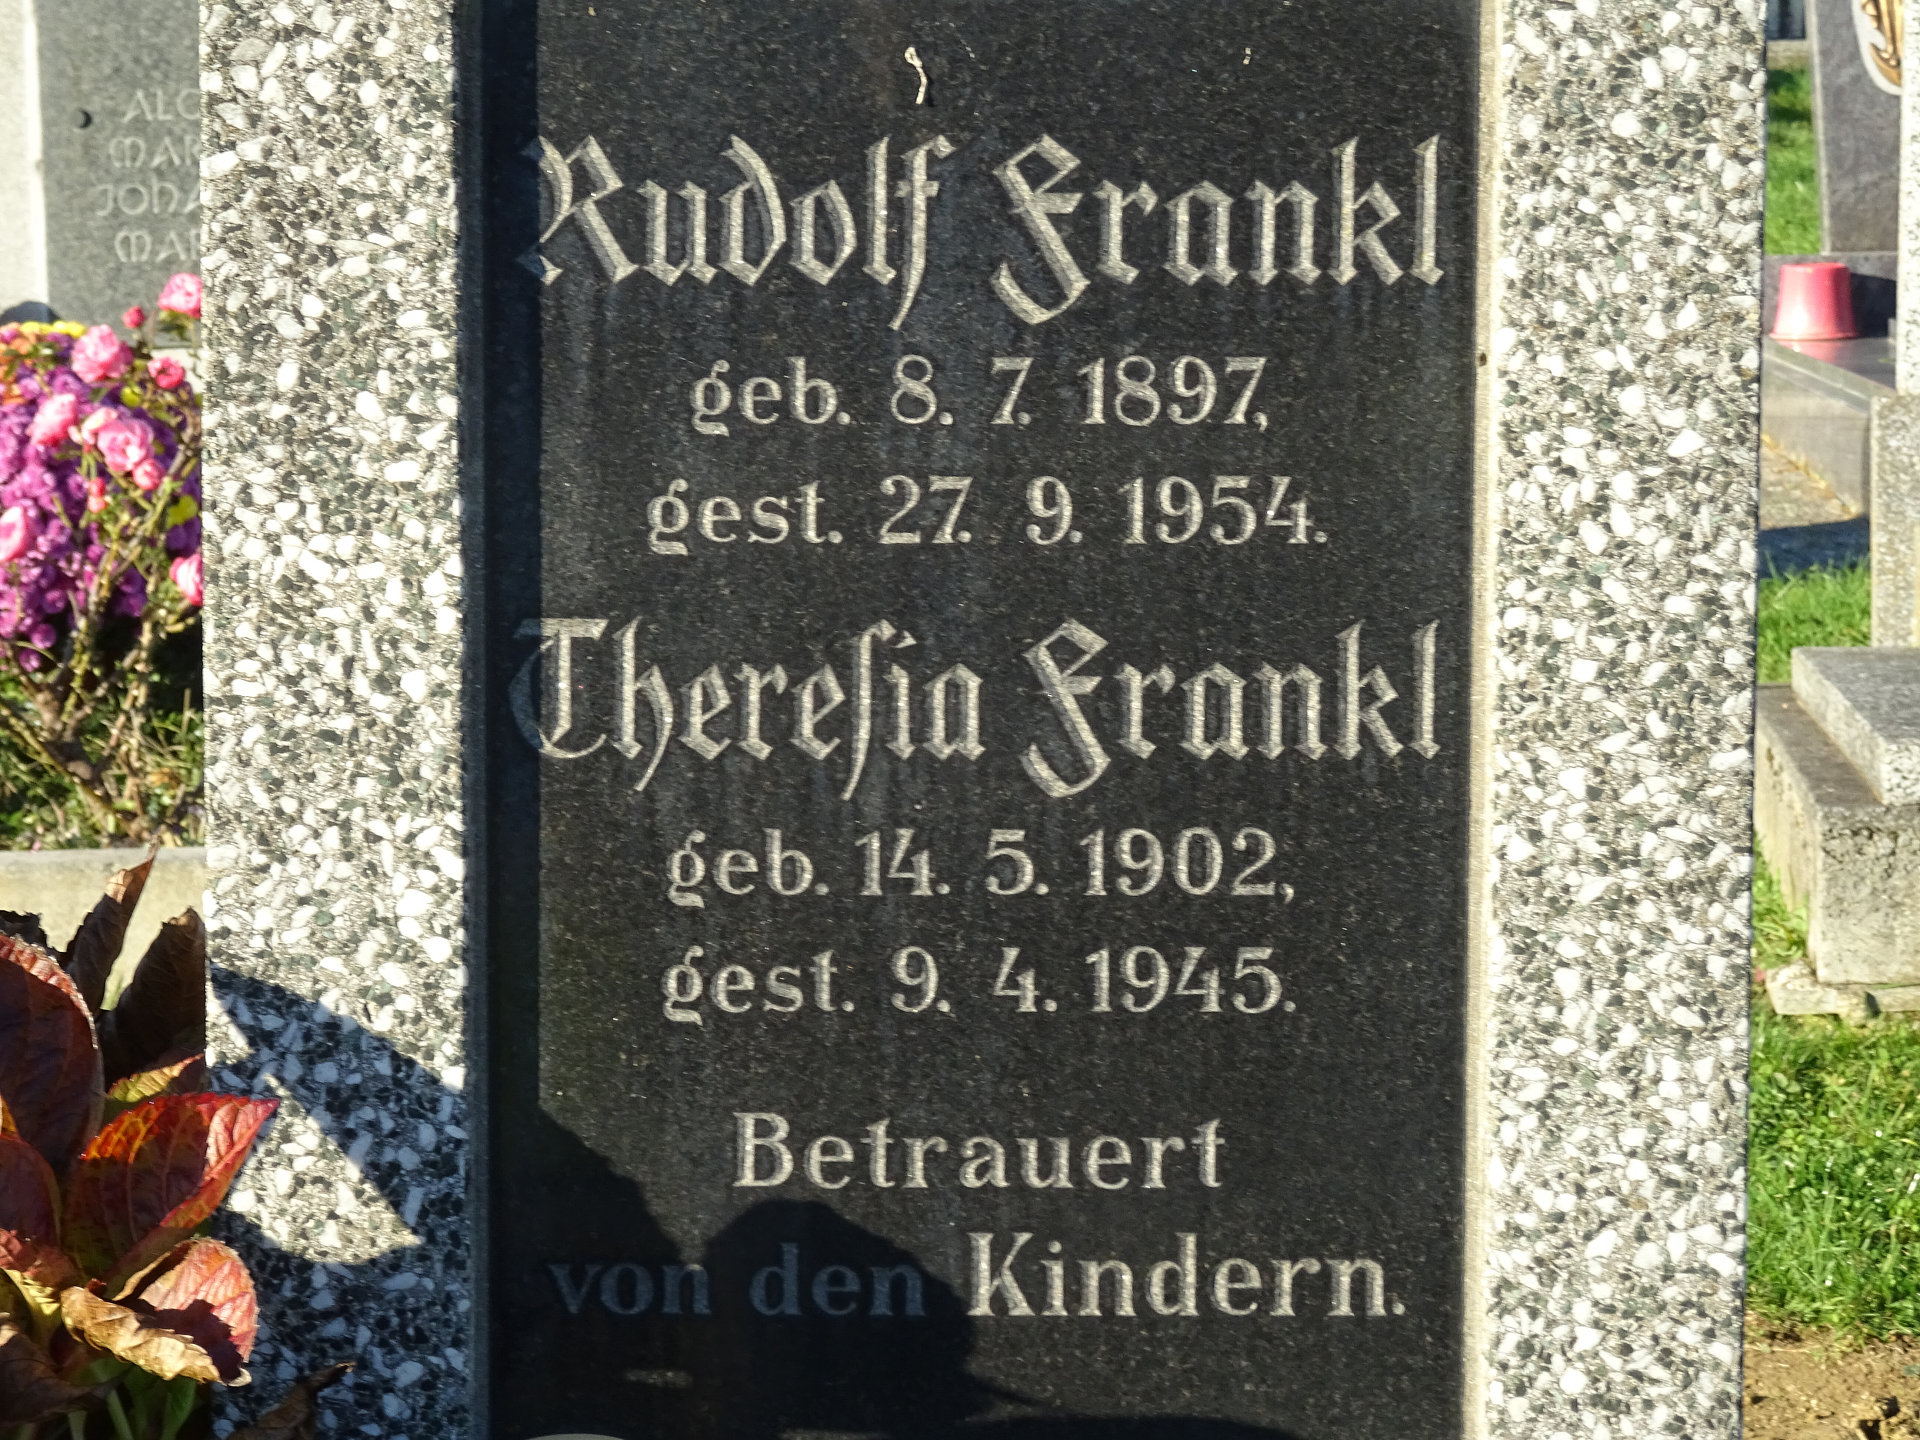 Rudolf Frankl
geb. 8. 7. 1897,
gest. 27. 9. 1954.
Thereſia Frankl
geb. 14. 5. 1902,
gest. 9. 4. 1945.
Betrauert
von den Kindern.